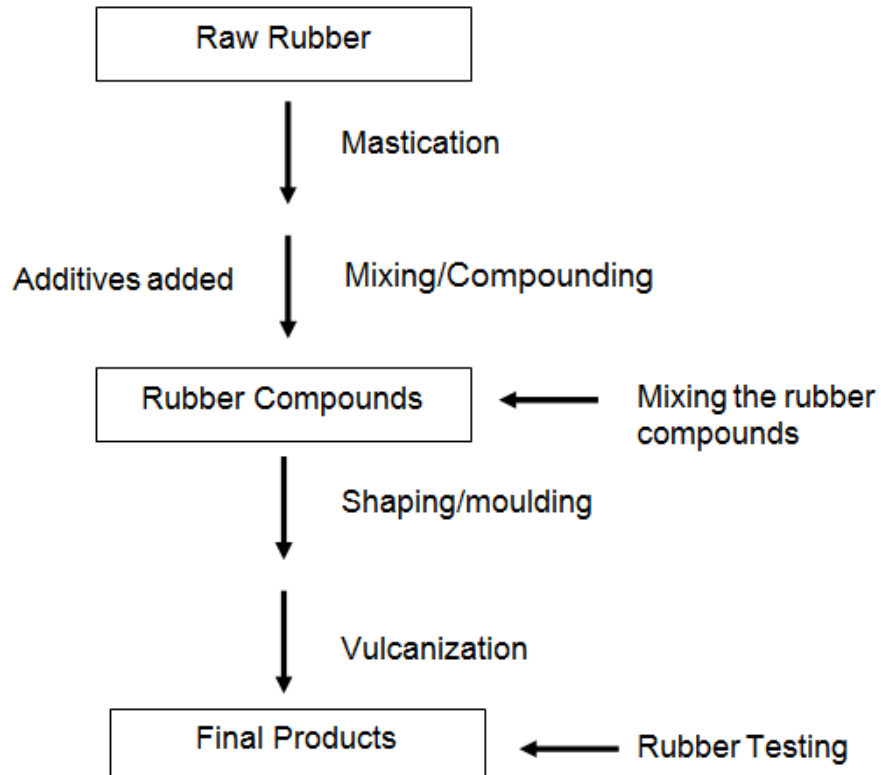 Raw Rubber
Mastication
Additives added
Mixing/Compounding
Rubber Compounds
Mixing the rubber
compounds
Shaping/moulding
Vulcanization
Final Products
Rubber Testing